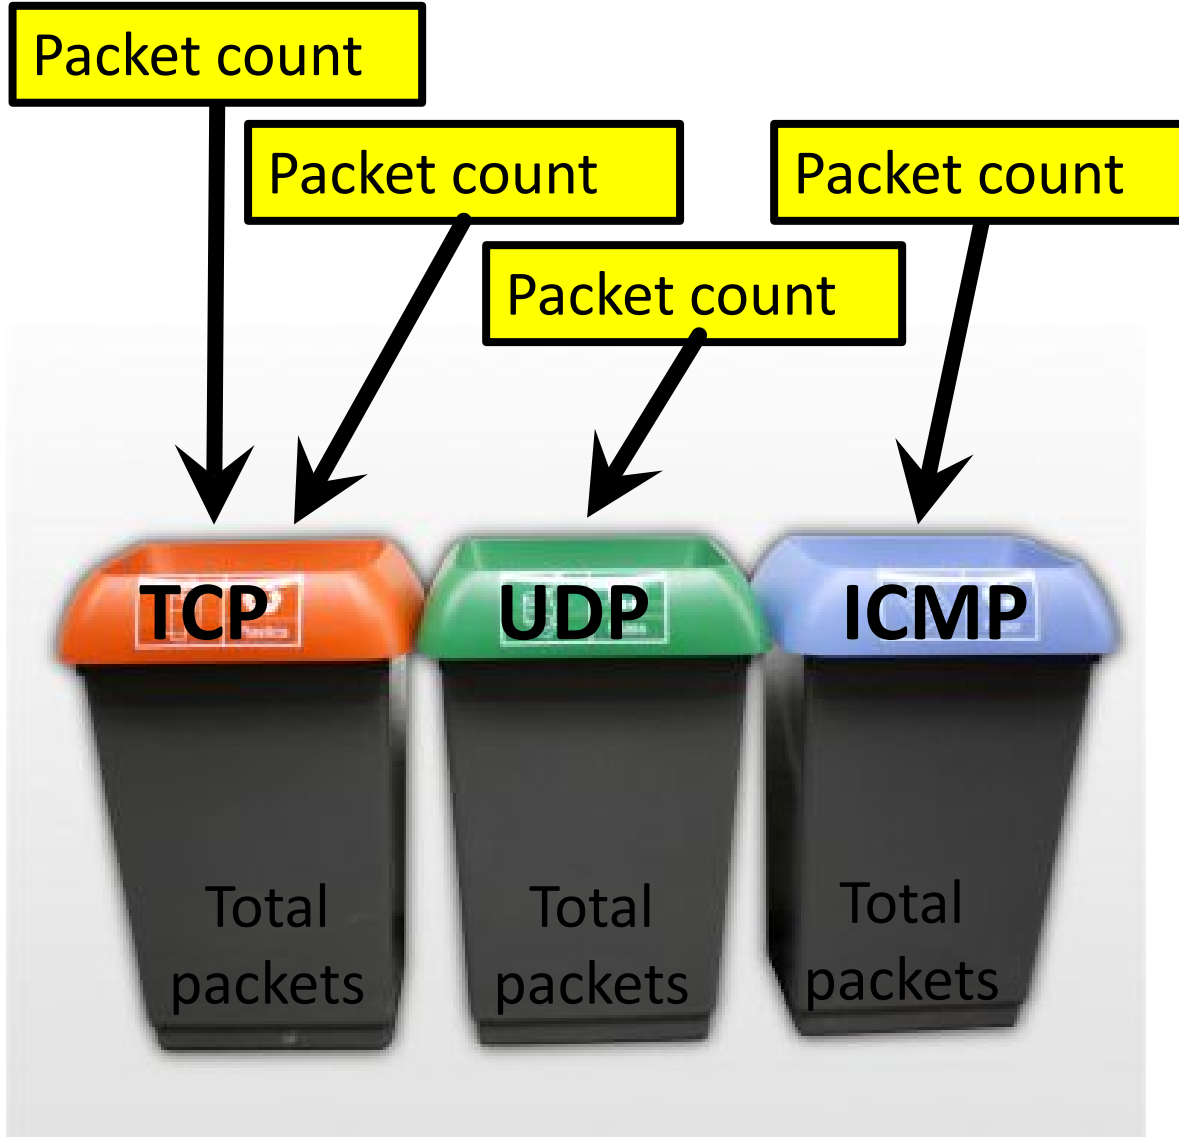 Packet count
Packet count
Packet count
Packet count
TCP
UDP
ICMP
Total
packets
Total
packets
Total
packets